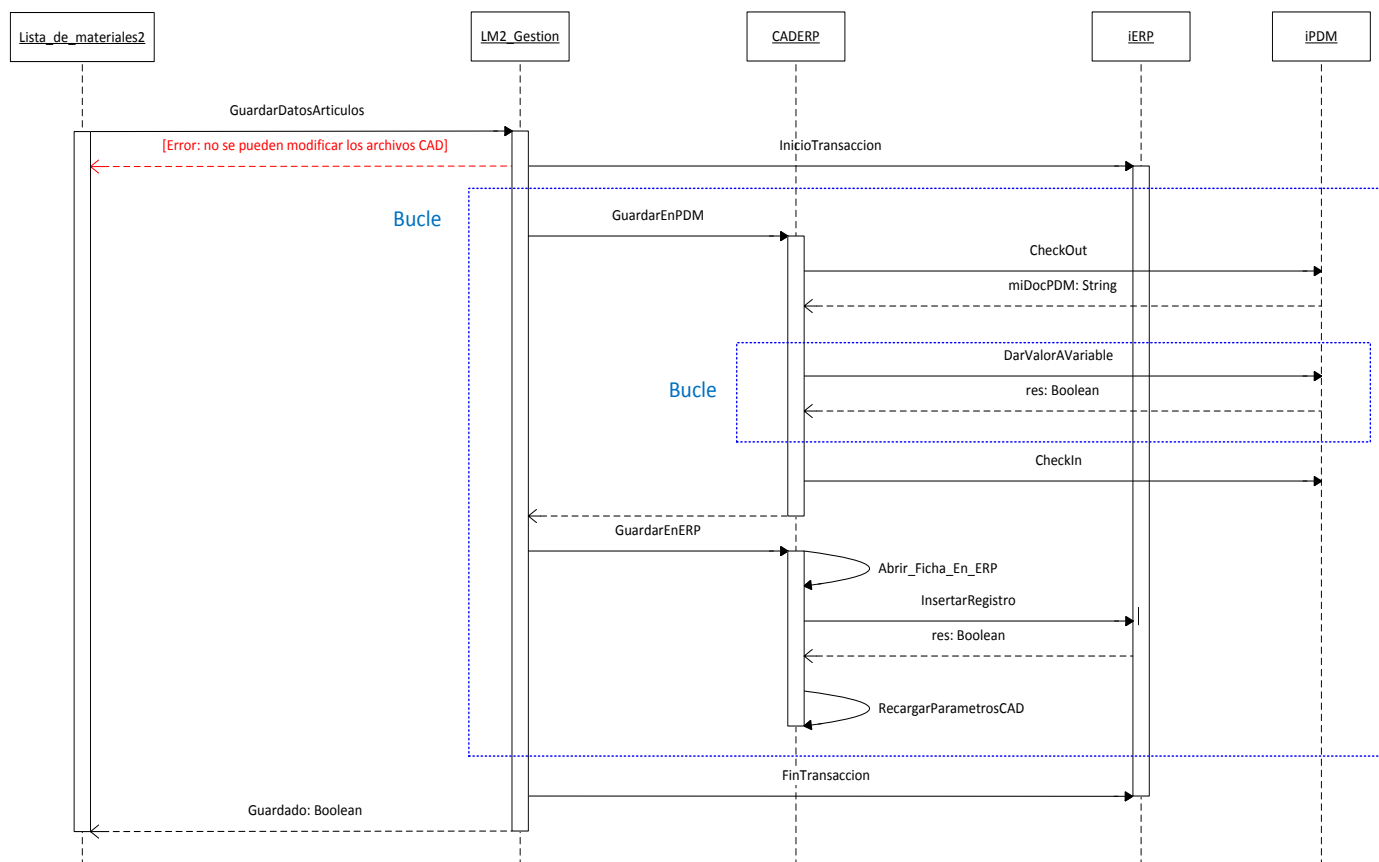 Lista_de_materiales2
LM2_Gestion
CADERP
iERP
iPDM
GuardarDatosArticulos
[Error: no se pueden modificar los archivos CAD]
InicioTransaccion
Bucle
GuardarEnPDM
CheckOut
miDocPDM: String
DarValorAVariable
Bucle
res: Boolean
CheckIn
GuardarEnERP
Abrir_Ficha_En_ERP
InsertarRegistro
res: Boolean
RecargarParametrosCAD
FinTransaccion
Guardado: Boolean